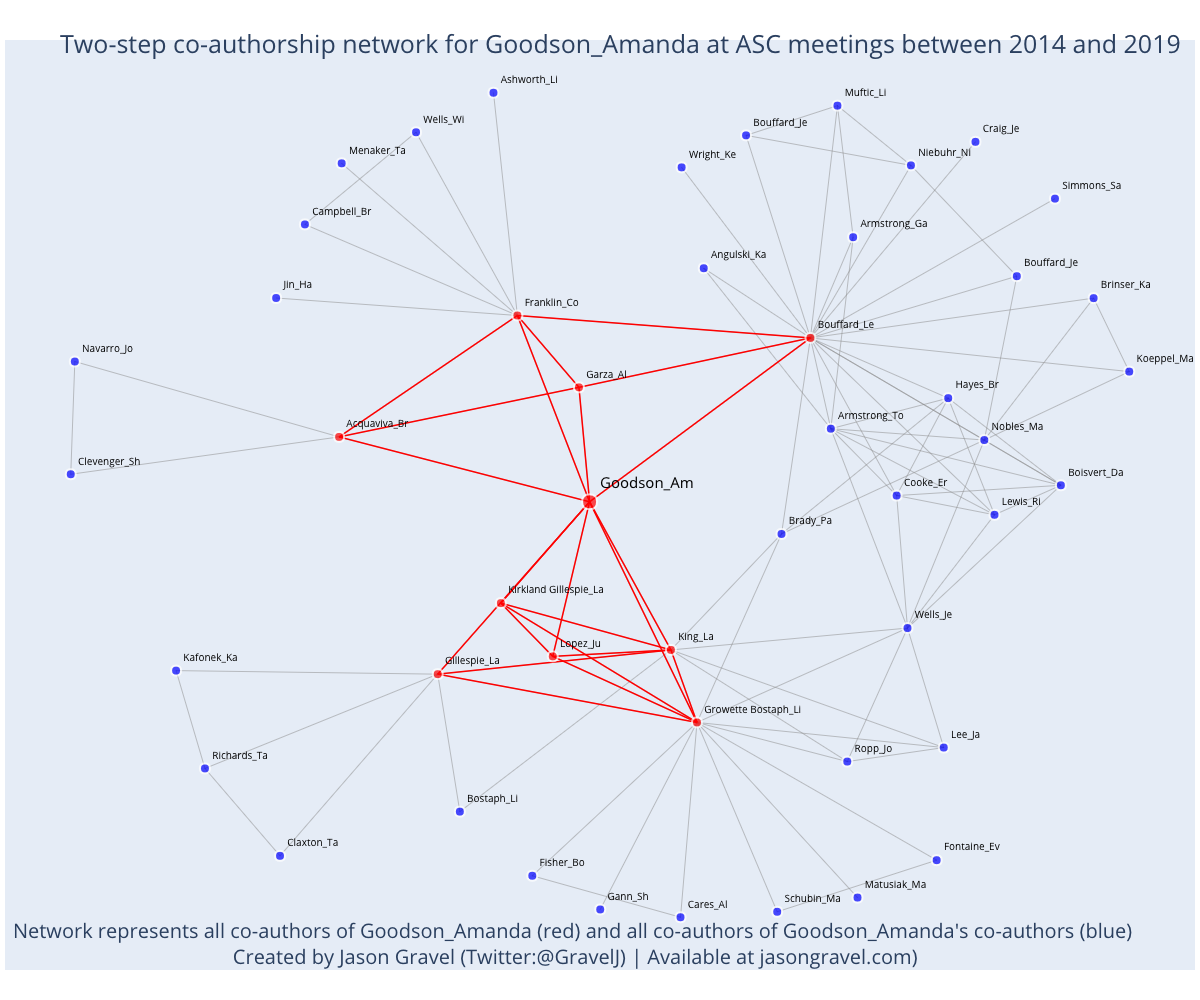 Two-step co-authorship network for Goodson_Amanda at ASC meetings between 2014 and 2019
Ashworth_Li
Muftic_Li
Wells_Wi
Bouffard_Je
Craig_Je
Menaker_Ta
Wright_Ke
Niebuhr_Ni
Simmons_Sa
Campbell_Br
Armstrong_Ga
Angulski_Ka
Bouffard_Je
Jin_Ha
Brinser_Ka
Franklin_Co
Bouffard_Le
Navarro_Jo
Koeppel_Ma
Garza_Al
Hayes_Br
Acquaviva_Br
Armstrong_To
Nobles_Ma
Clevenger_Sh
Boisvert_Da
Goodson_Am
Cooke_Er
Lewis_Ri
Brady_Pa
Kirkland Gillespie_La
Wells_Je
King_La
Lopez_Ju
Kafonek_Ka
Gillespie_La
Growette Bostaph_Li
Lee_Ja
Richards_Ta
Ropp_Jo
Bostaph_Li
Claxton_Ta
Fontaine_Ev
Fisher_Bo
Matusiak_Ma
Gann_Sh
Schubin_Ma
Cares_Al
Network represents all co-authors of Goodson_Amanda (red) and all co-authors of Goodson_Amanda's co-authors (blue)
Created by Jason Gravel (Twitter:@GravelJ) | Available at jasongravel.com)